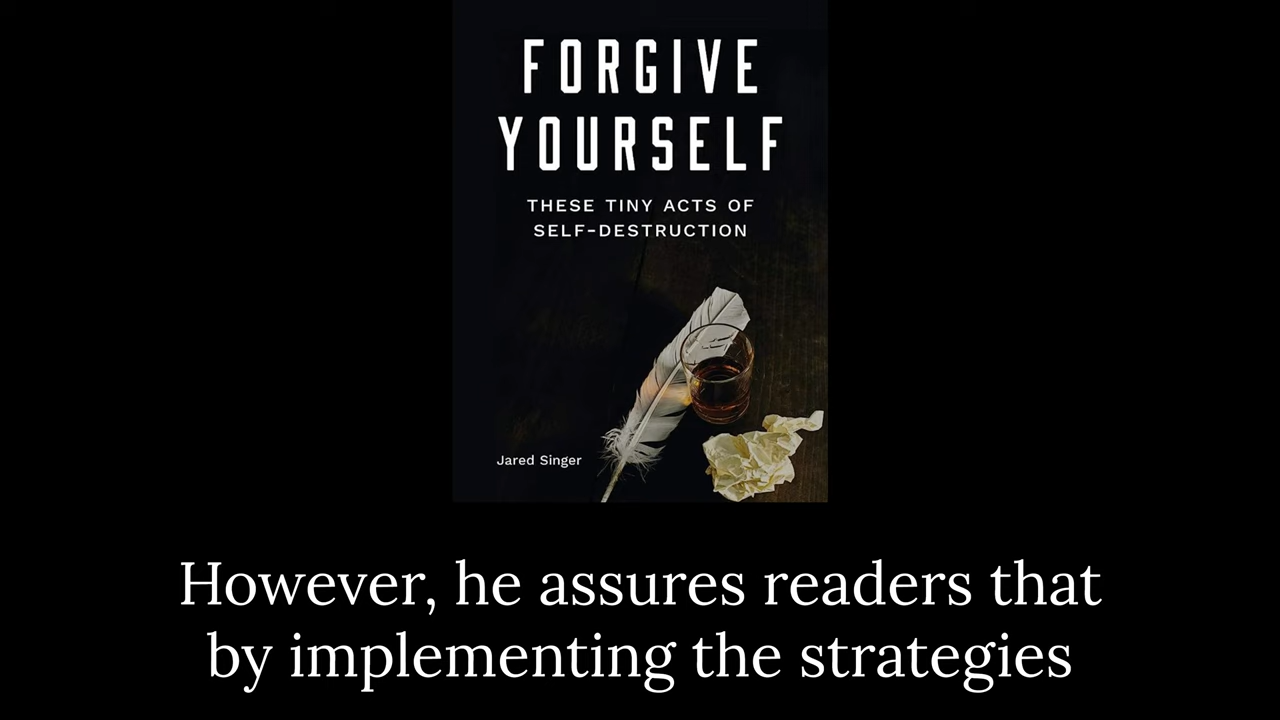 FORGIVE
YOURSELF
THESE TINY ACTS OF
SELF-DESTRUCTION
Jared Singer
However, he assures readers that
by implementing the strategies